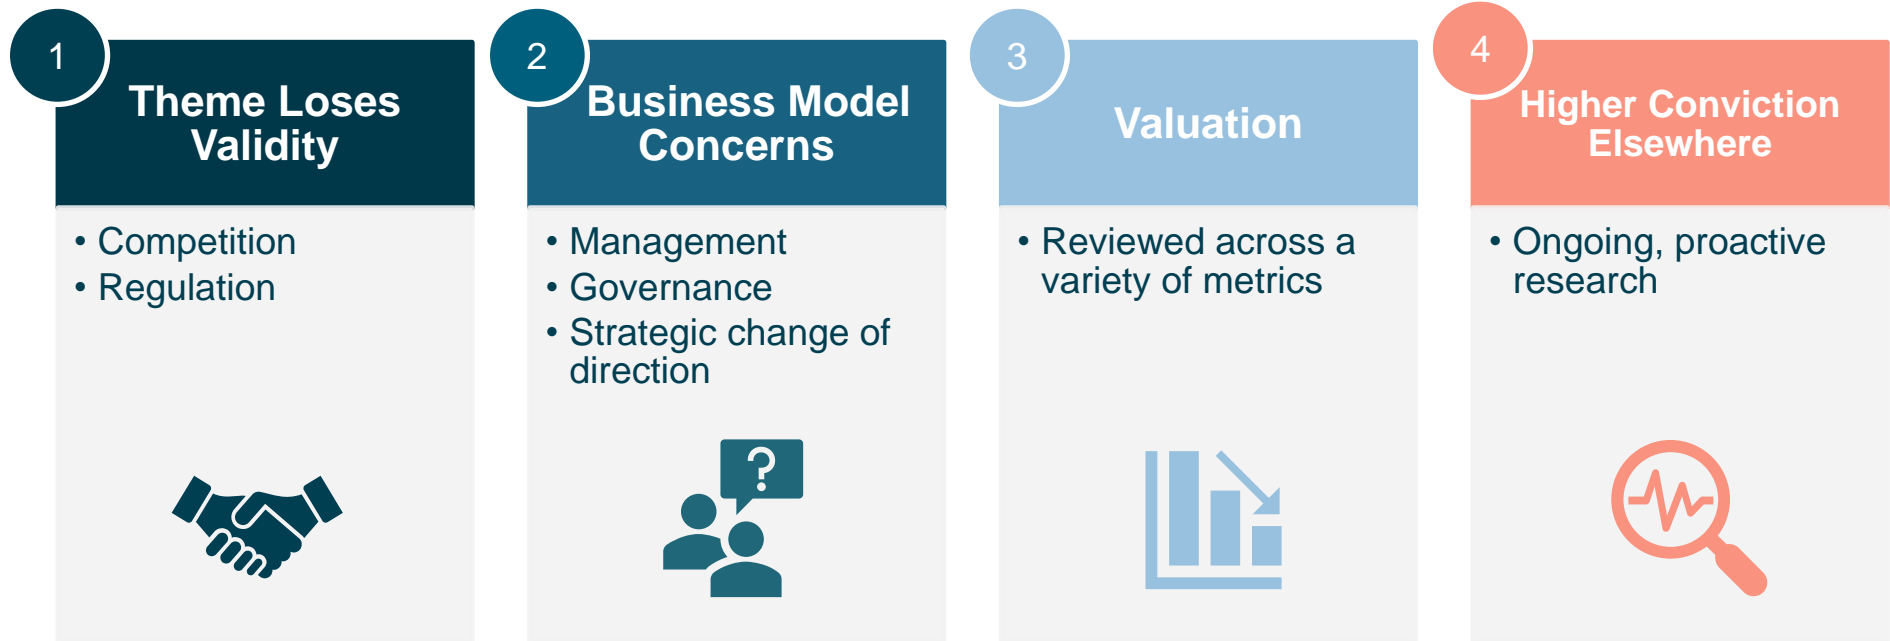 1
Theme Loses
Validity
• Competition
• Regulation
2
Business Model
Concerns
• Management
• Governance
• Strategic change of
direction
?
3
Valuation
• Reviewed across a
variety of metrics
4
Higher Conviction
Elsewhere
• Ongoing, proactive
research